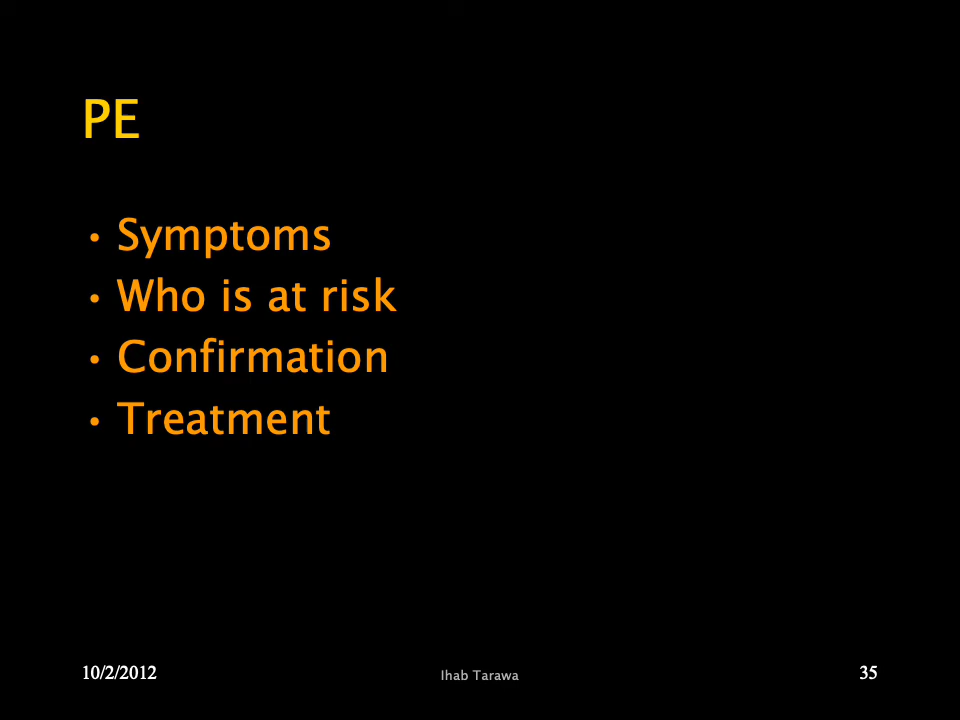 PE
• Symptoms
• Who is at risk
• Confirmation
• Treatment
10/2/2012
Ihab Tarawa
35